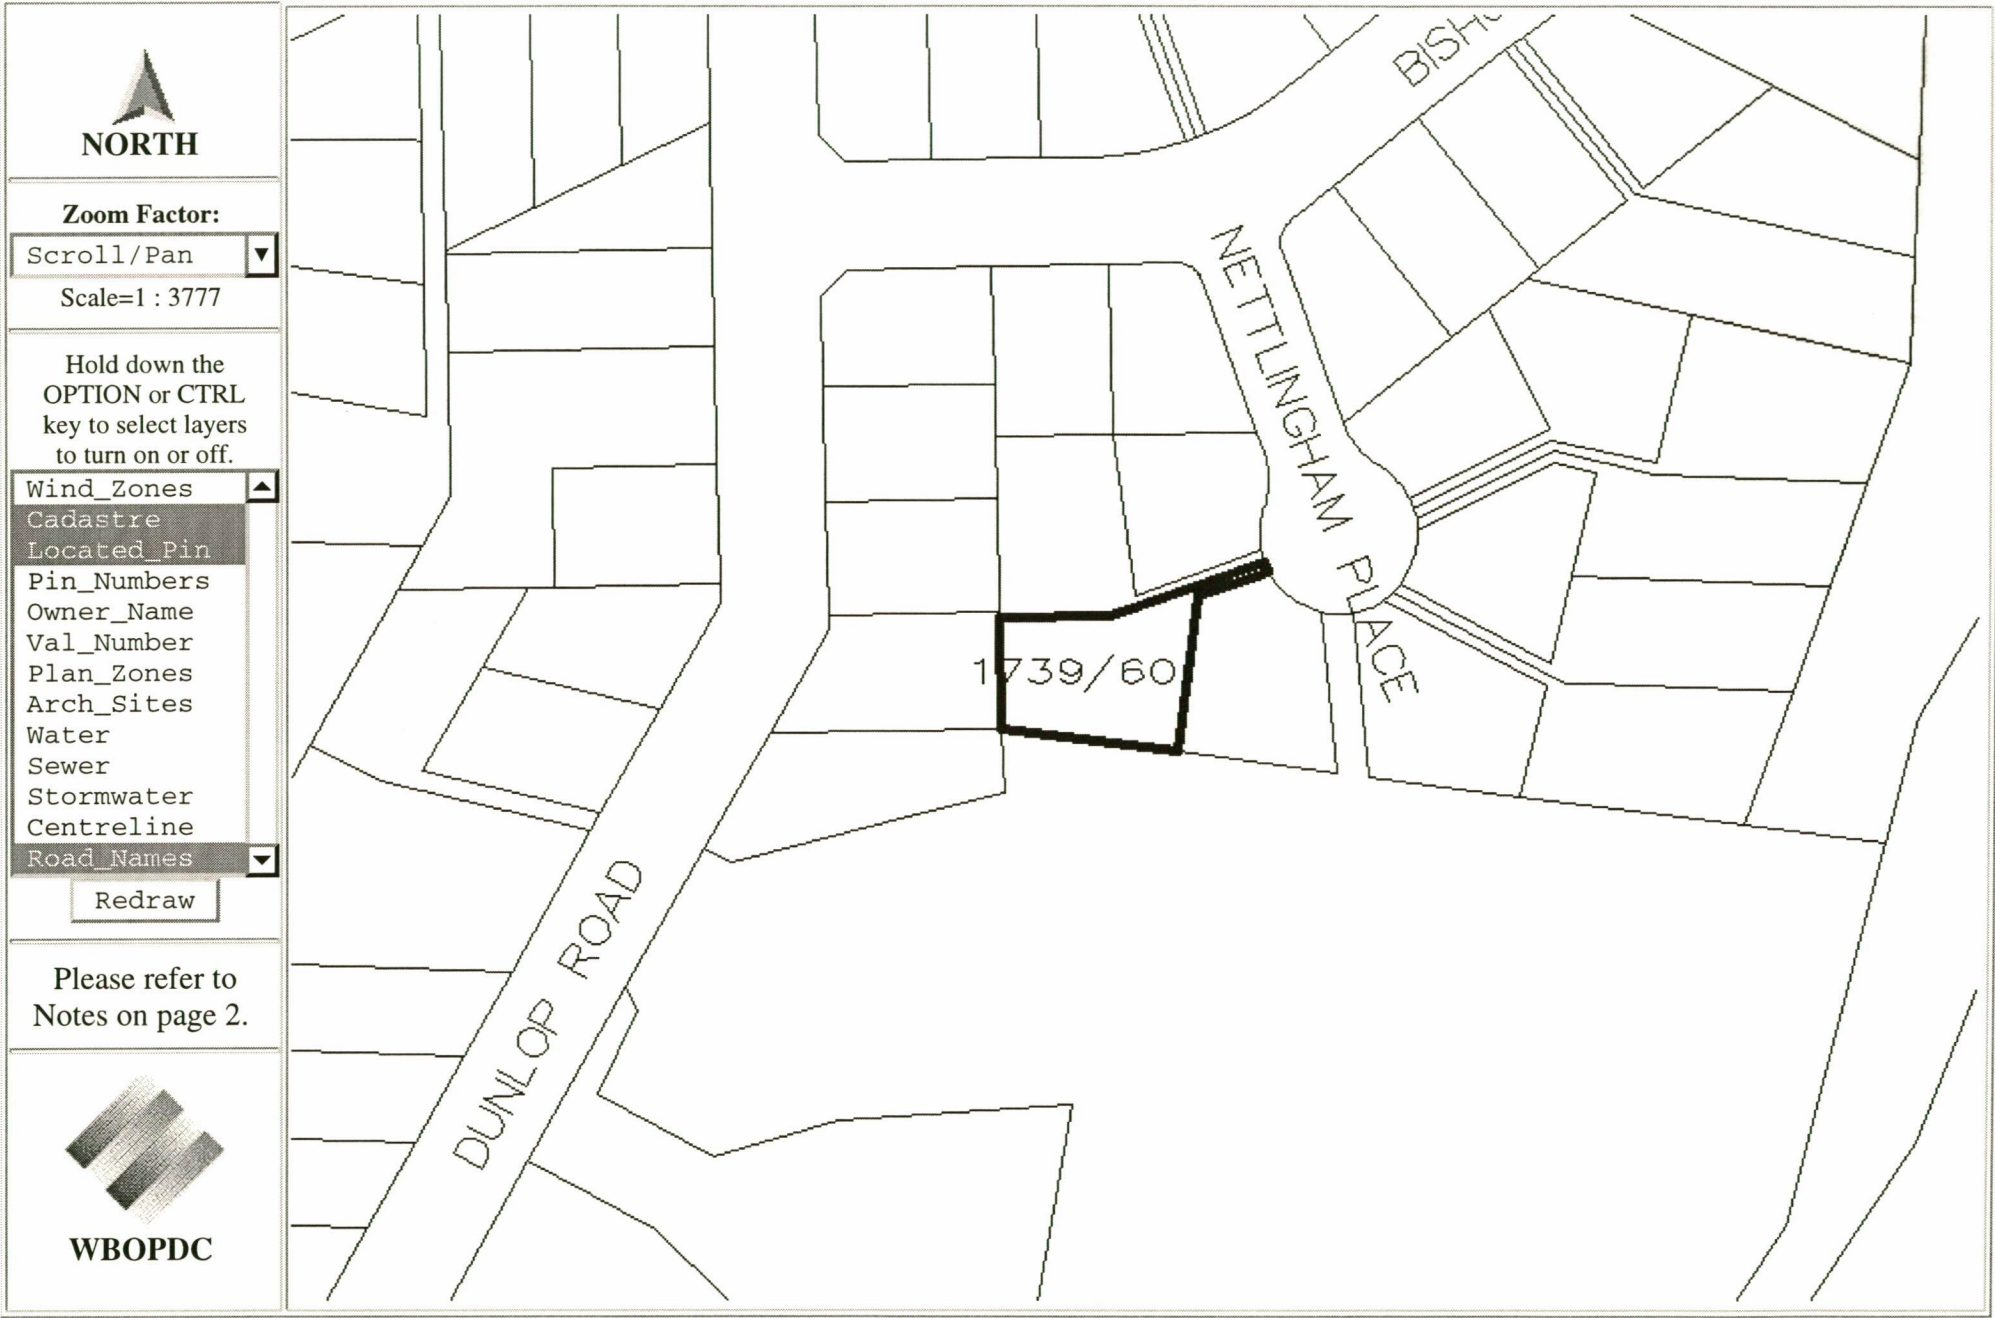 NORTH
Zoom Factor:
Scroll/Pan
Scale=1 : 3777
Hold down the
OPTION or CTRL
key to select layers
to turn on or off.
Wind_Zones
Cadastre
Located_Pin
Pin_Numbers
Owner_Name
Val_Number
Plan_Zones
Arch_Sites
Water
Sewer
Stormwater
Centreline
Road_Names
Redraw
Please refer to
Notes on page 2.
WBOPDC
NETTLINGHAM PLACE
1739/60
DUNLOP ROAD